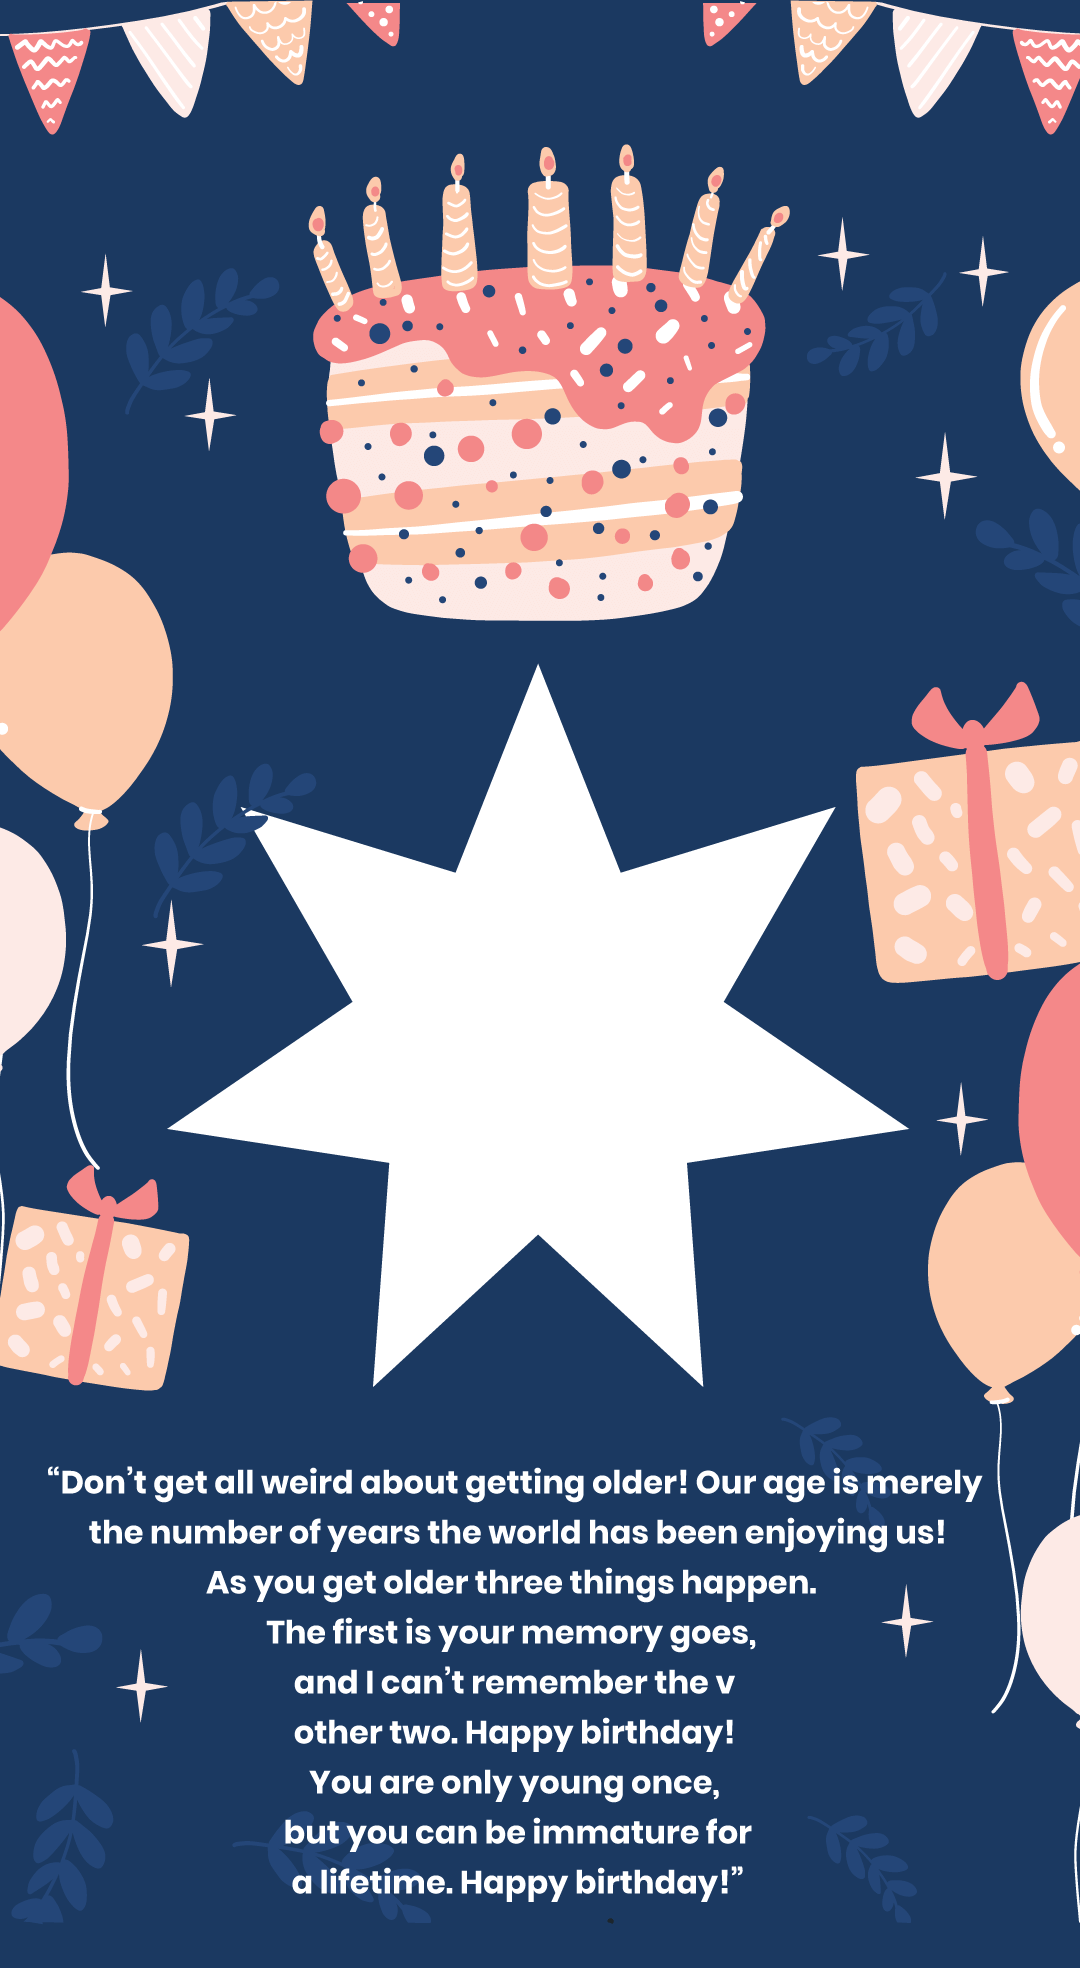 “Don’t get all weird about getting older! Our age is merely
the number of years the world has been enjoying us!
As you get older three things happen.
The first is your memory goes,
and I can’t remember the v
other two. Happy birthday!
You are only young once,
but you can be immature for
a lifetime. Happy birthday!”